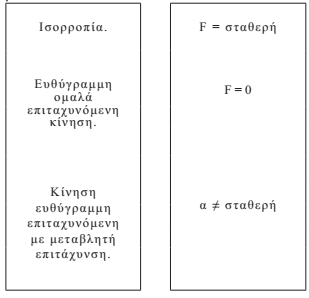 Ισορροπία.
Ευθύγραμμη
ομαλά
επιταχυνόμενη
κίνηση.
Κίνηση
ευθύγραμμη
επιταχυνόμενη
με μεταβλητή
επιτάχυνση.
F = σταθερή
F = 0
α ≠ σταθερή